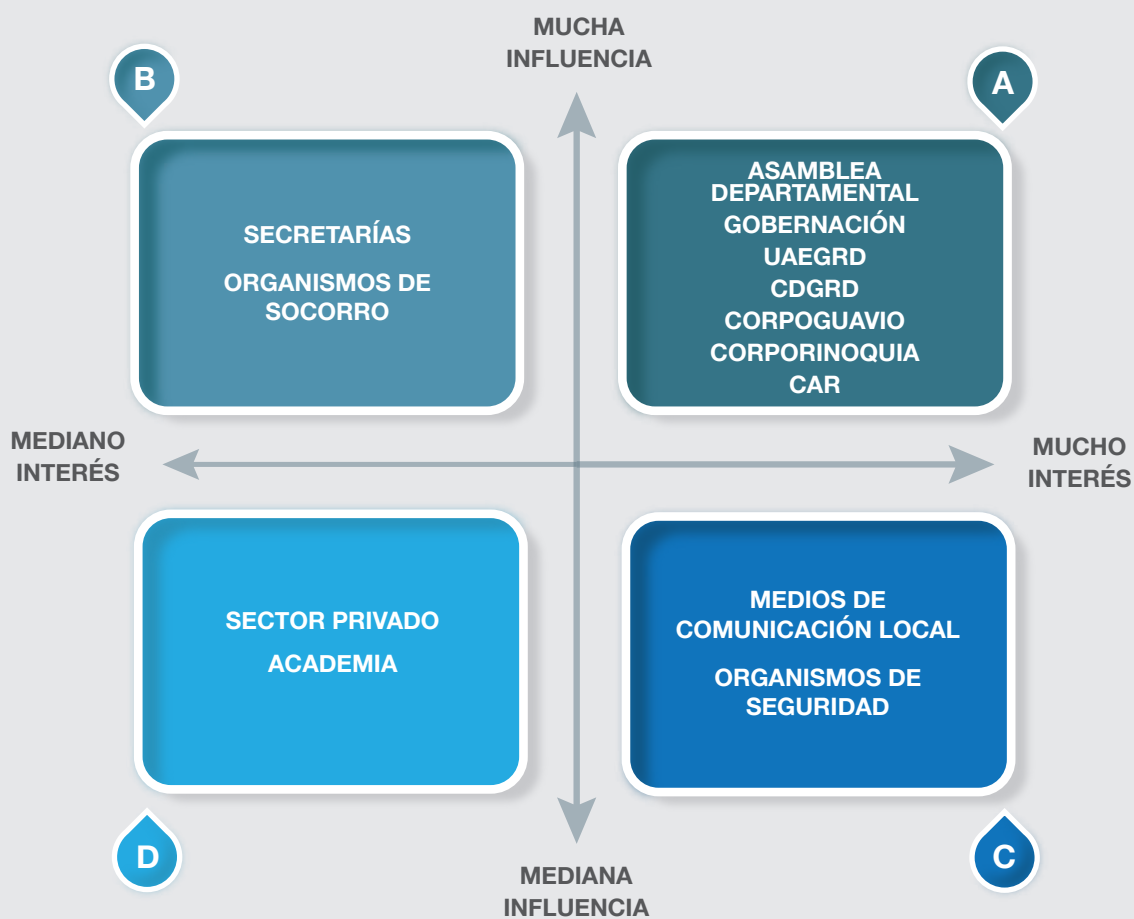 MUCHA
INFLUENCIA
B
A
SECRETARÍAS
ORGANISMOS DE
SOCORRO
ASAMBLEA
DEPARTAMENTAL
GOBERNACIÓN
UAEGRD
CDGRD
CORPOGUAVIO
CORPORINOQUIA
CAR
MEDIANO
INTERÉS
MUCHO
INTERÉS
SECTOR PRIVADO
ACADEMIA
MEDIOS DE
COMUNICACIÓN LOCAL
ORGANISMOS DE
SEGURIDAD
D
C
MEDIANA
INFLUENCIA